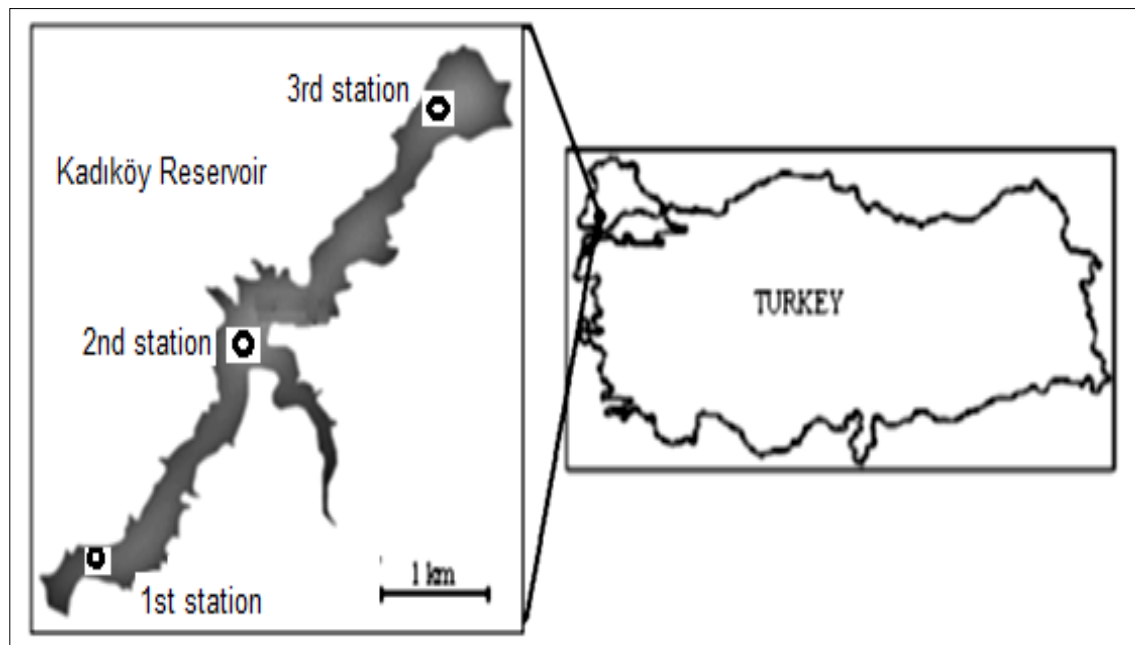 3rd station
Kadıköy Reservoir
2nd station
1st station
1 km
TURKEY